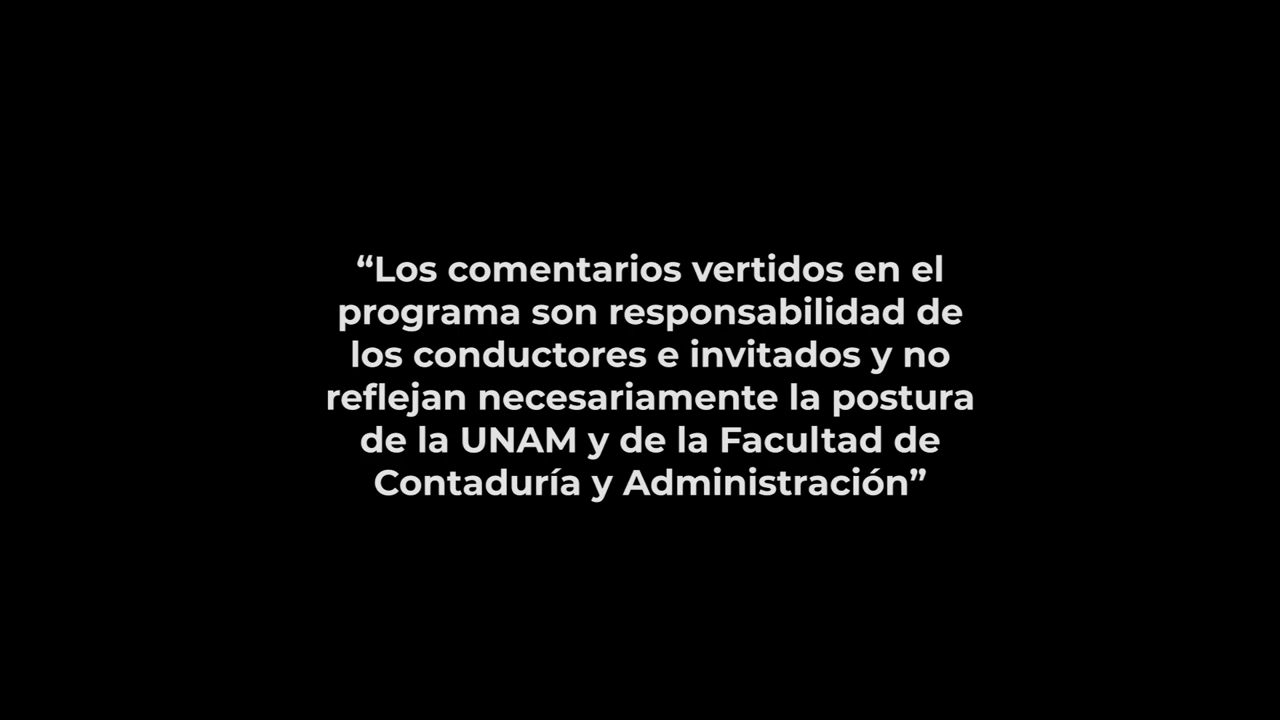 “Los comentarios vertidos en el
programa son responsabilidad de
los conductores e invitados y no
reflejan necesariamente la postura
de la UNAM y de la Facultad de
Contaduría y Administración”